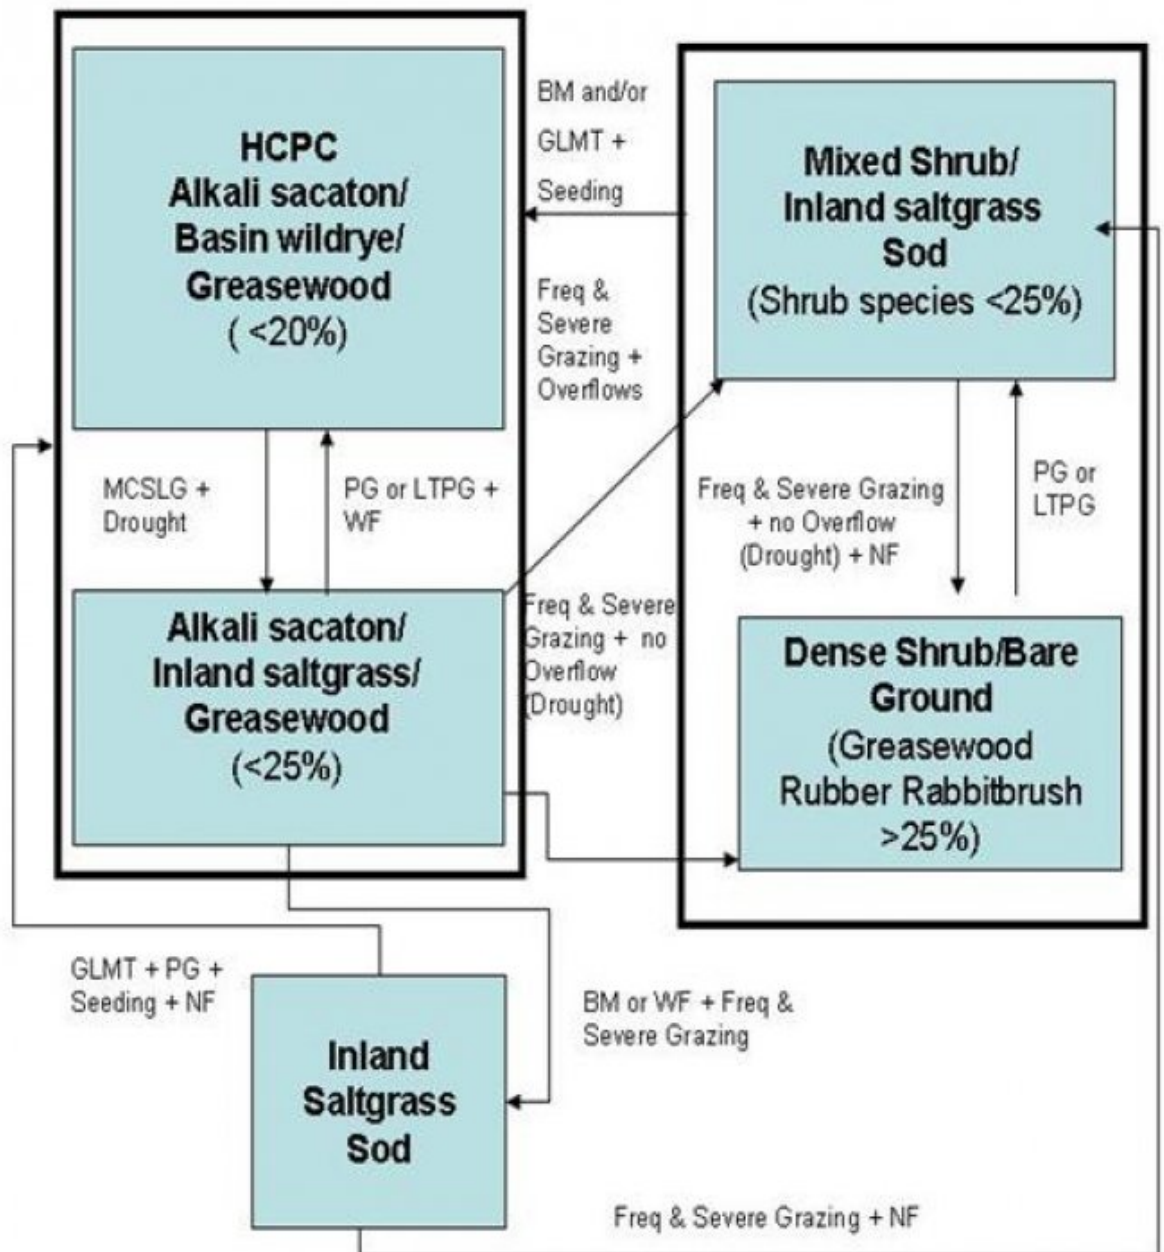 HCPC
Alkali sacaton/
Basin wildrye/
Greasewood
( <20%)
BM and/or
GLMT +
Seeding
Mixed Shrub/
Inland saltgrass
Sod
(Shrub species <25%)
Freq &
Severe
Grazing +
Overflows
MCSLG +
Drought
PG or LTPG +
WF
Freq & Severe Grazing
+ no Overflow
(Drought) + NF
PG or
LTPG
Alkali sacaton/
Inland saltgrass/
Greasewood
(<25%)
Freq & Severe
Grazing + no
Overflow
(Drought)
Dense Shrub/Bare
Ground
(Greasewood
Rubber Rabbitbrush
>25%)
GLMT + PG +
Seeding + NF
BM or WF + Freq &
Severe Grazing
Inland
Saltgrass
Sod
Freq & Severe Grazing + NF